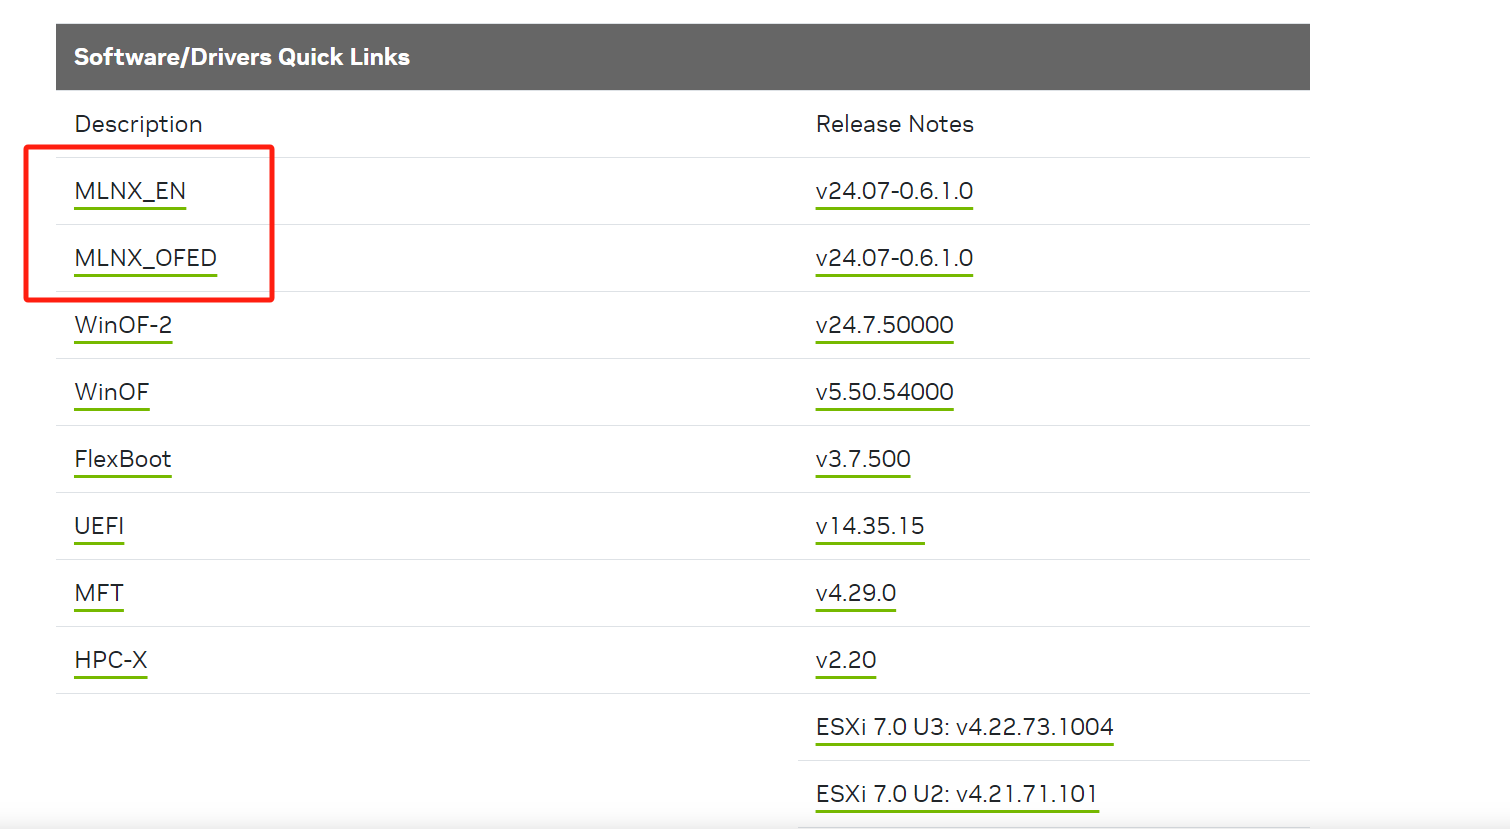 Software/Drivers Quick Links
Description Release Notes
MLNX_EN v24.07-0.6.1.0
MLNX_OFED v24.07-0.6.1.0
WinOF-2 v24.7.50000
WinOF v5.50.54000
FlexBoot v3.7.500
UEFI v14.35.15
MFT v4.29.0
HPC-X v2.20
ESXi 7.0 U3: v4.22.73.1004
ESXi 7.0 U2: v4.21.71.101